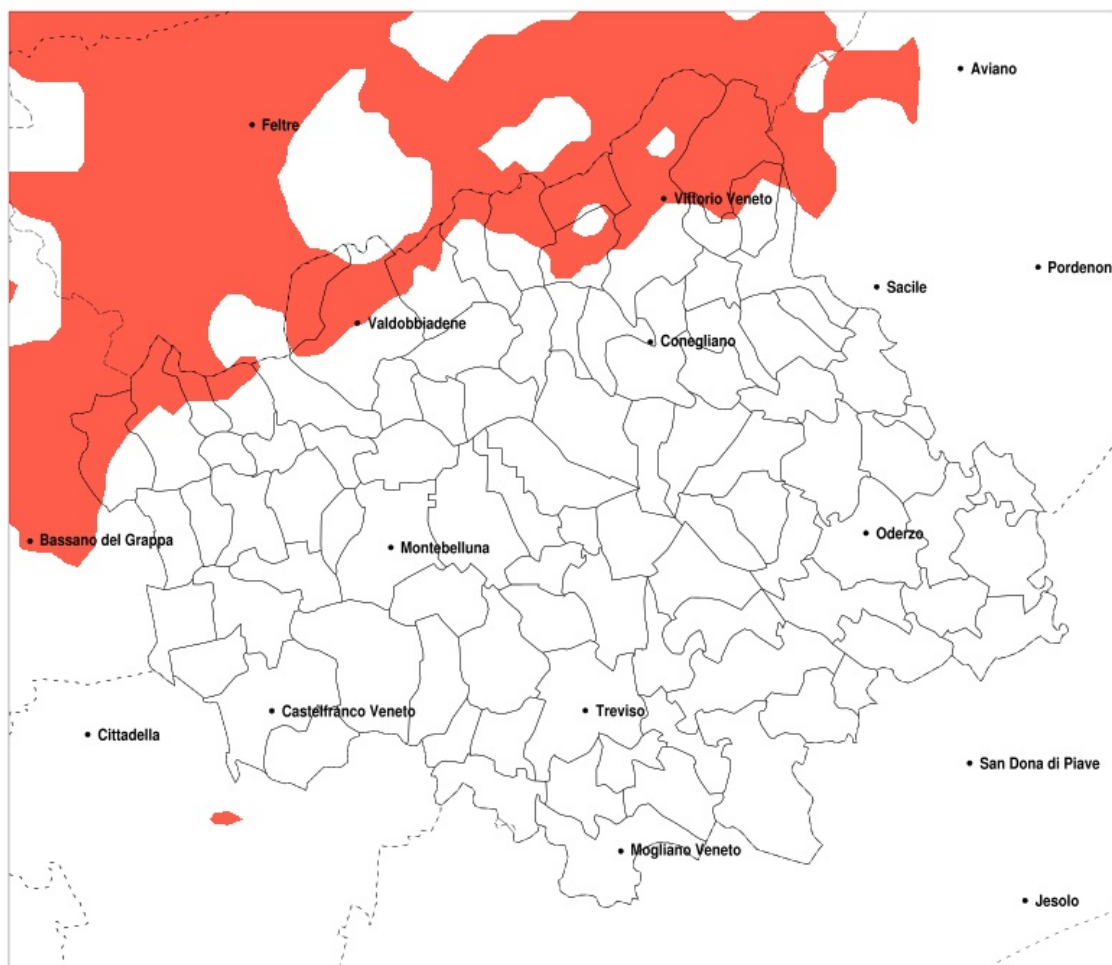 Aviano
Feltre
Vittorio Veneto
Pordenon
Sacile
Valdobbiadene
Conegliano
Oderzo
Bassano del Grappa
Montebelluna
Castelfranco Veneto
Treviso
Cittadella
San Dona di Piave
Mogliano Veneto
Jesolo